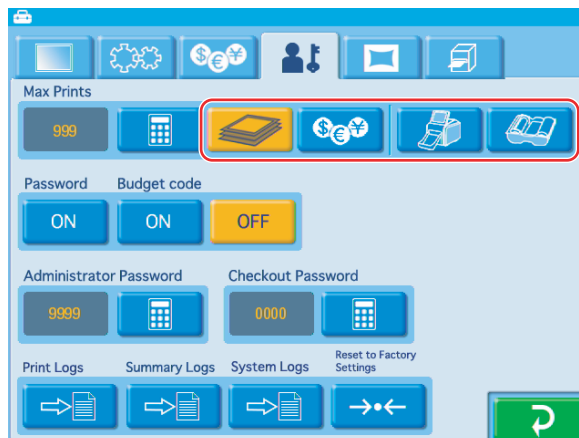 Max Prints
999
Password Budget code
ON ON OFF
Administrator Password Checkout Password
9999 0000
Print Logs Summary Logs System Logs Reset to Factory
Settings